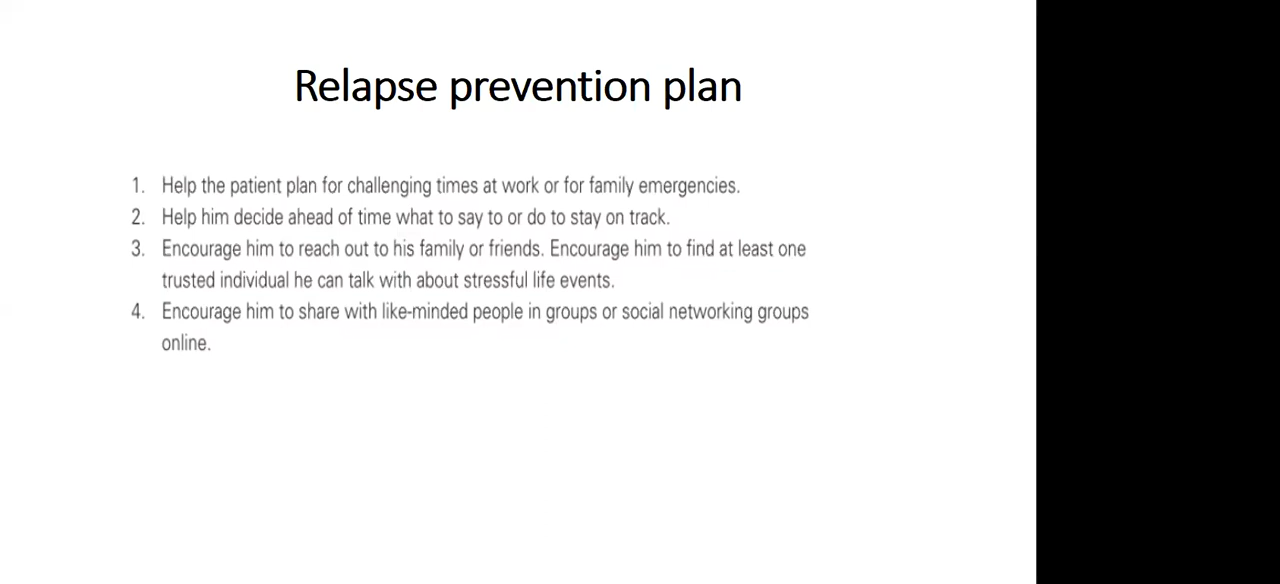 Relapse prevention plan
1. Help the patient plan for challenging times at work or for family emergencies.
2. Help him decide ahead of time what to say to or do to stay on track.
3. Encourage him to reach out to his family or friends. Encourage him to find at least one
trusted individual he can talk with about stressful life events.
4. Encourage him to share with like-minded people in groups or social networking groups
online.